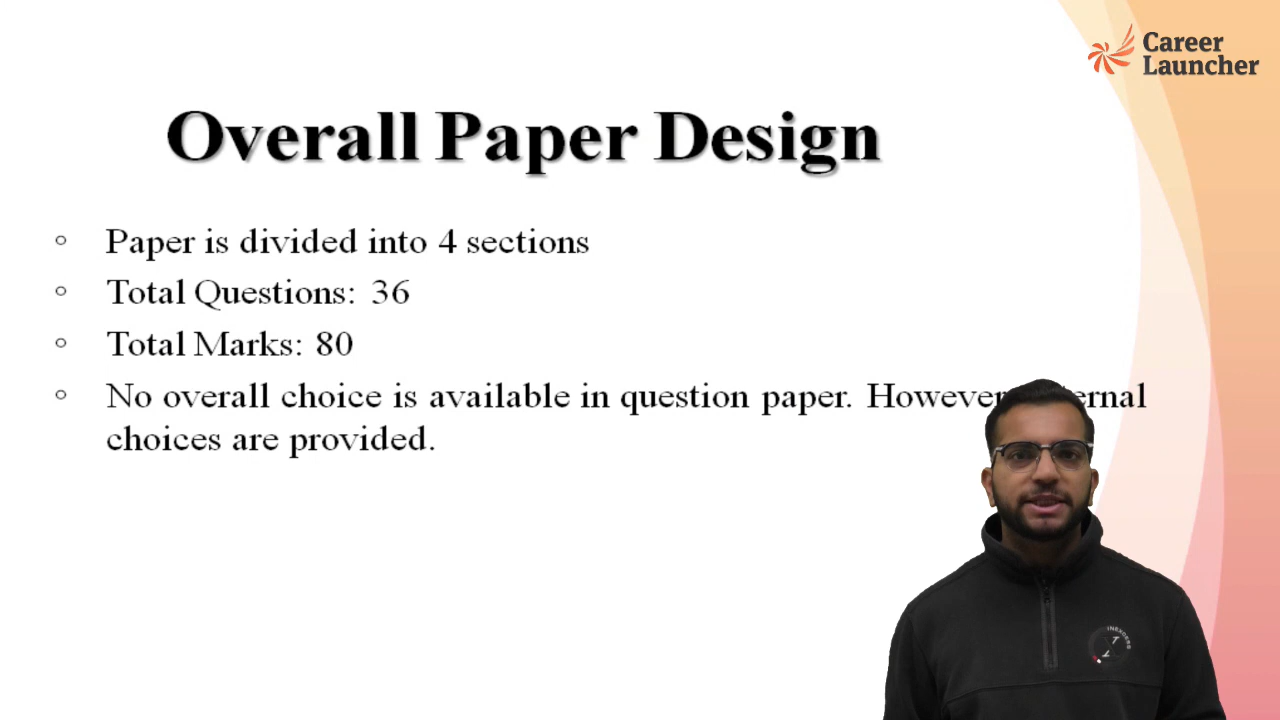 Career
Launcher
Overall Paper Design
Paper is divided into 4 sections
Total Questions: 36
Total Marks: 80
No overall choice is available in question paper.
choices are provided.